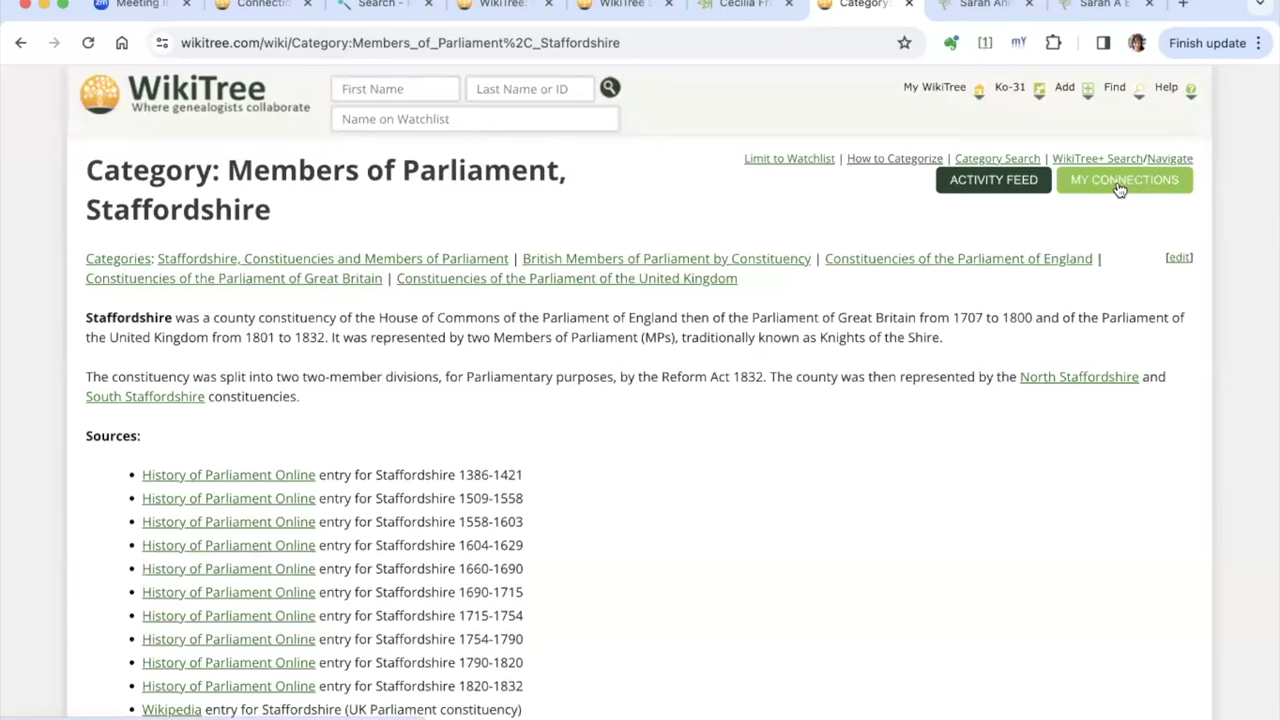 Meeting
Connectio
Search -
WikiTree:
WikiTree
Cecilia Fr
Category:
Sarah Ann
Sarah A E
wikitree.com/wiki/Category:Members_of_Parliament%2C_Staffordshire
[1]
mY
Finish update
WikiTree
Where genealogists collaborate
First Name
Last Name or ID
Name on Watchlist
My WikiTree
Ko-31
Add
Find
Help
Limit to Watchlist | How to Categorize | Category Search | WikiTree+ Search/Navigate
ACTIVITY FEED
MY CONNECTIONS
Category: Members of Parliament,
Staffordshire
Categories: Staffordshire, Constituencies and Members of Parliament | British Members of Parliament by Constituency | Constituencies of the Parliament of England |
[edit]
Constituencies of the Parliament of Great Britain | Constituencies of the Parliament of the United Kingdom
Staffordshire was a county constituency of the House of Commons of the Parliament of England then of the Parliament of Great Britain from 1707 to 1800 and of the Parliament of
the United Kingdom from 1801 to 1832. It was represented by two Members of Parliament (MPs), traditionally known as Knights of the Shire.
The constituency was split into two two-member divisions, for Parliamentary purposes, by the Reform Act 1832. The county was then represented by the North Staffordshire and
South Staffordshire constituencies.
Sources:
• History of Parliament Online entry for Staffordshire 1386-1421
• History of Parliament Online entry for Staffordshire 1509-1558
• History of Parliament Online entry for Staffordshire 1558-1603
• History of Parliament Online entry for Staffordshire 1604-1629
• History of Parliament Online entry for Staffordshire 1660-1690
• History of Parliament Online entry for Staffordshire 1690-1715
• History of Parliament Online entry for Staffordshire 1715-1754
• History of Parliament Online entry for Staffordshire 1754-1790
• History of Parliament Online entry for Staffordshire 1790-1820
• History of Parliament Online entry for Staffordshire 1820-1832
• Wikipedia entry for Staffordshire (UK Parliament constituency)